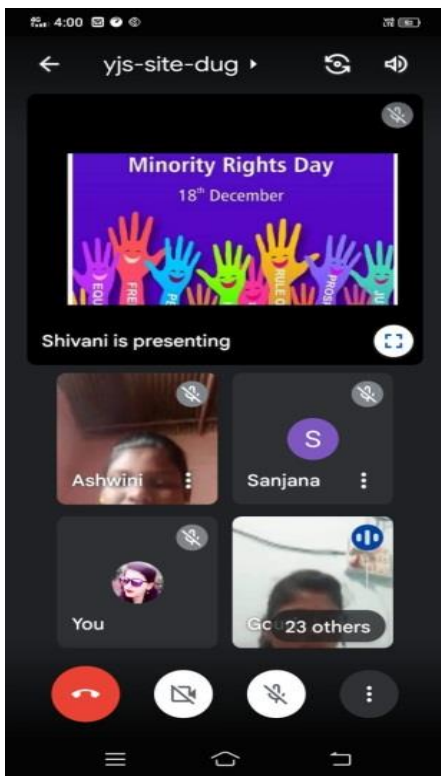 4:00
yjs-site-dug
Minority Rights Day
18th December
Shivani is presenting
Ashwini
S
Sanjana
You
23 others